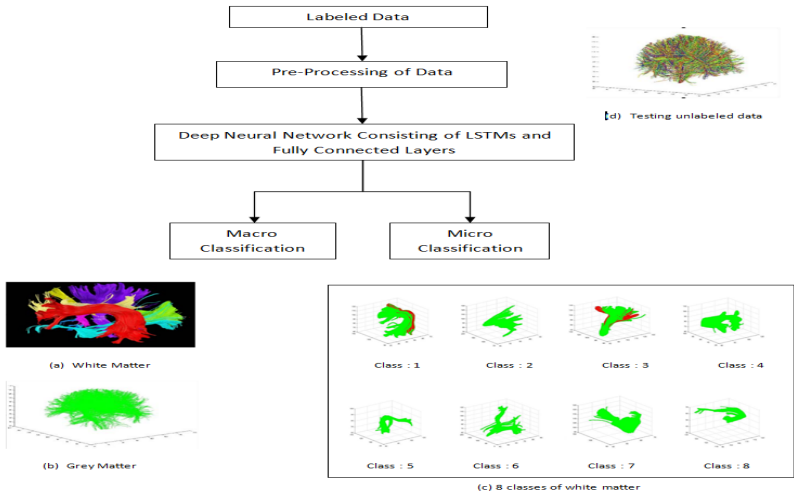 Labeled Data
Pre-Processing of Data
(d) Testing unlabeled data
Deep Neural Network Consisting of LSTMs and
Fully Connected Layers
Macro
Classification
Micro
Classification
(a) White Matter
(b) Grey Matter
Class : 1
Class : 2
Class : 3
Class : 4
Class : 5
Class : 6
Class : 7
Class : 8
(c) 8 classes of white matter